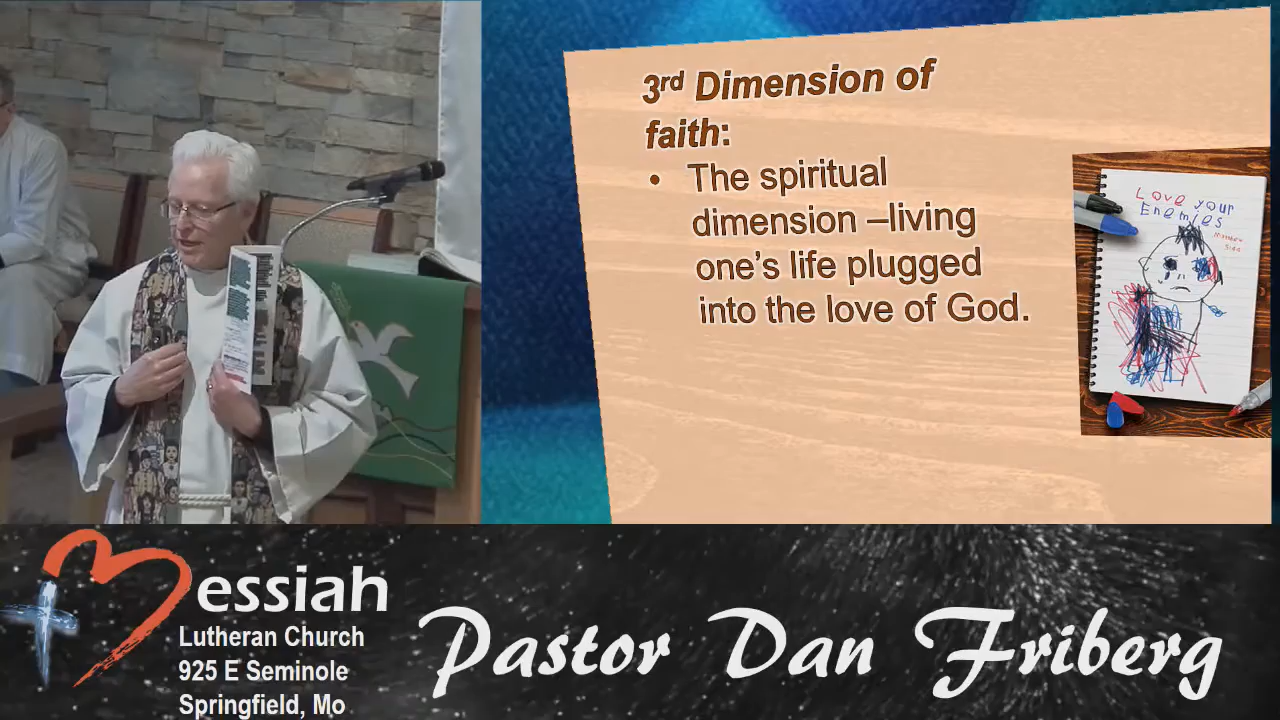 3rd Dimension of
faith:
• The spiritual
dimension –living
one's life plugged
into the love of God.
Love your
Enemies
Messiah
Lutheran Church
925 E Seminole
Springfield, Mo
Pastor Dan Friberg